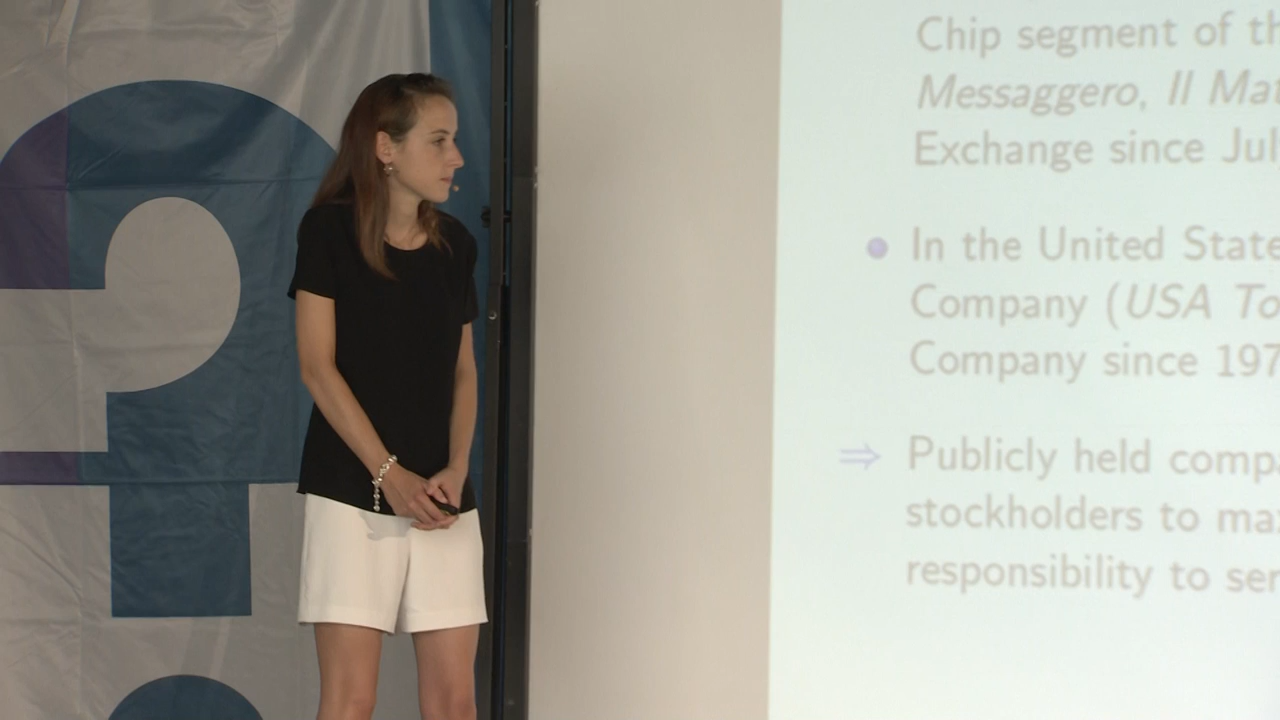 Chip segment of th
Messaggero, Il Mat
Exchange since Jul
In the United State
Company (USA To
Company since 197
⇒ Publicly held compa
stockholders to max
responsibility to ser